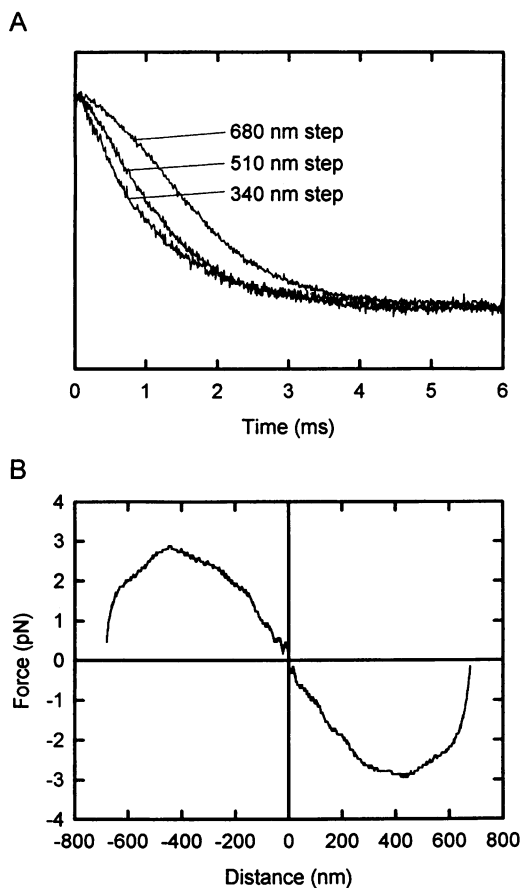 A
680 nm step
510 nm step
340 nm step
0 1 2 3 4 5 6
Time (ms)
B
4
3
2
1
0
-1
-2
-3
-4
Force (pN)
-800 -600 -400 -200 0 200 400 600 800
Distance (nm)